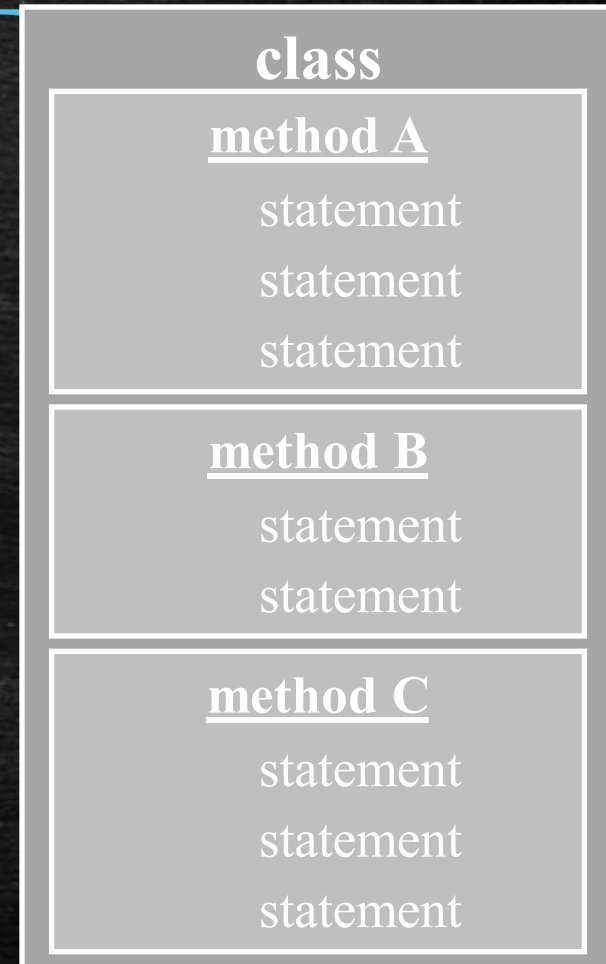 class
method A
statement
statement
statement
method B
statement
statement
method C
statement
statement
statement